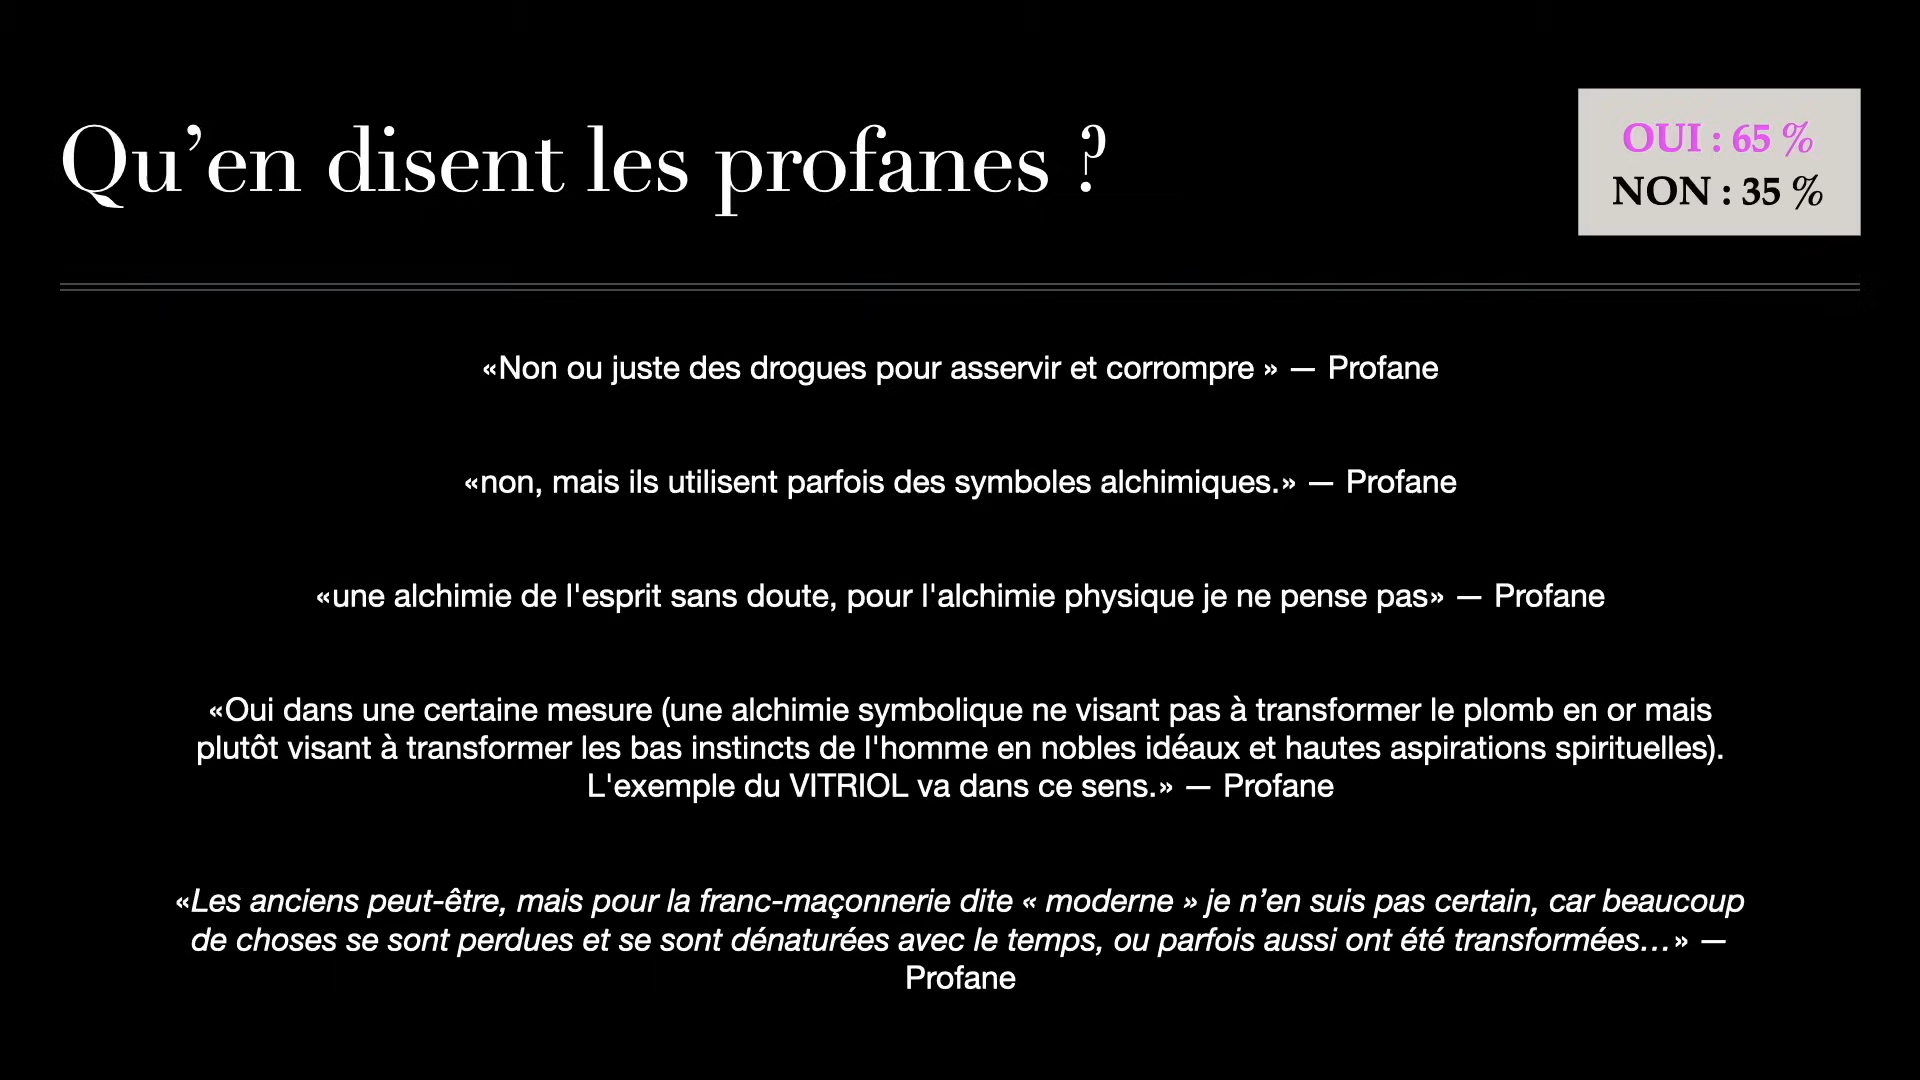 Qu’en disent les profanes ?
OUI : 65 %
NON : 35 %
«Non ou juste des drogues pour asservir et corrompre » — Profane
«non, mais ils utilisent parfois des symboles alchimiques.» — Profane
«une alchimie de l'esprit sans doute, pour l'alchimie physique je ne pense pas» — Profane
«Oui dans une certaine mesure (une alchimie symbolique ne visant pas à transformer le plomb en or mais
plutôt visant à transformer les bas instincts de l'homme en nobles idéaux et hautes aspirations spirituelles).
L'exemple du VITRIOL va dans ce sens.» — Profane
«Les anciens peut-être, mais pour la franc-maçonnerie dite « moderne » je n’en suis pas certain, car beaucoup
de choses se sont perdues et se sont dénaturées avec le temps, ou parfois aussi ont été transformées…» —
Profane